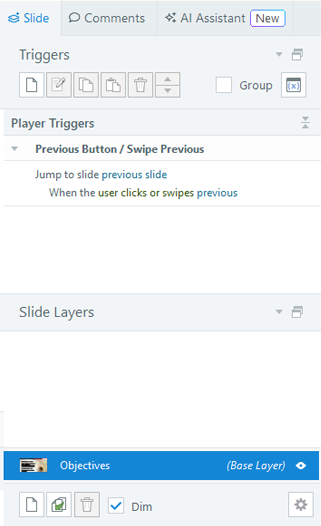 Slide Comments AI Assistant New
Triggers
Group (x)
Player Triggers
Previous Button / Swipe Previous
Jump to slide previous slide
When the user clicks or swipes previous
Slide Layers
Objectives (Base Layer)
Dim